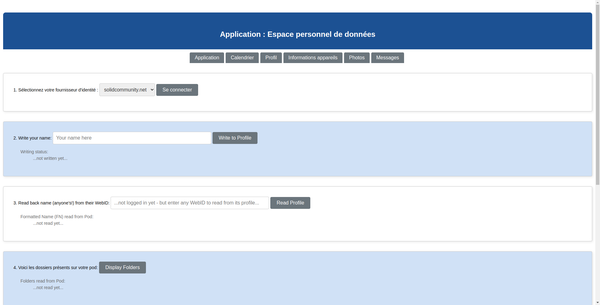 Application : Espace personnel de données
Application Calendrier Profil Informations appareils Photos Messages
1. Sélectionnez votre fournisseur d'identité : solidcommunity.net Se connecter
2. Write your name: Your name here Write to Profile
Writing status:
...not written yet...
3. Read back name (anyone's!) from their WebID: ...not logged in yet - but enter any WebID to read from its profile... Read Profile
Formatted Name (FN) read from Pod:
...not read yet...
4. Voici les dossiers présents sur votre pod: Display Folders
Folders read from Pod:
...not read yet...